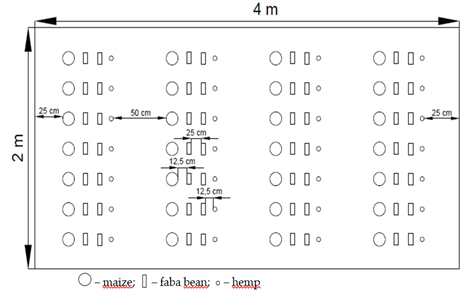 4 m
2 m
25 cm
50 cm
25 cm
25 cm
12,5 cm
12,5 cm
– maize; – faba bean; – hemp